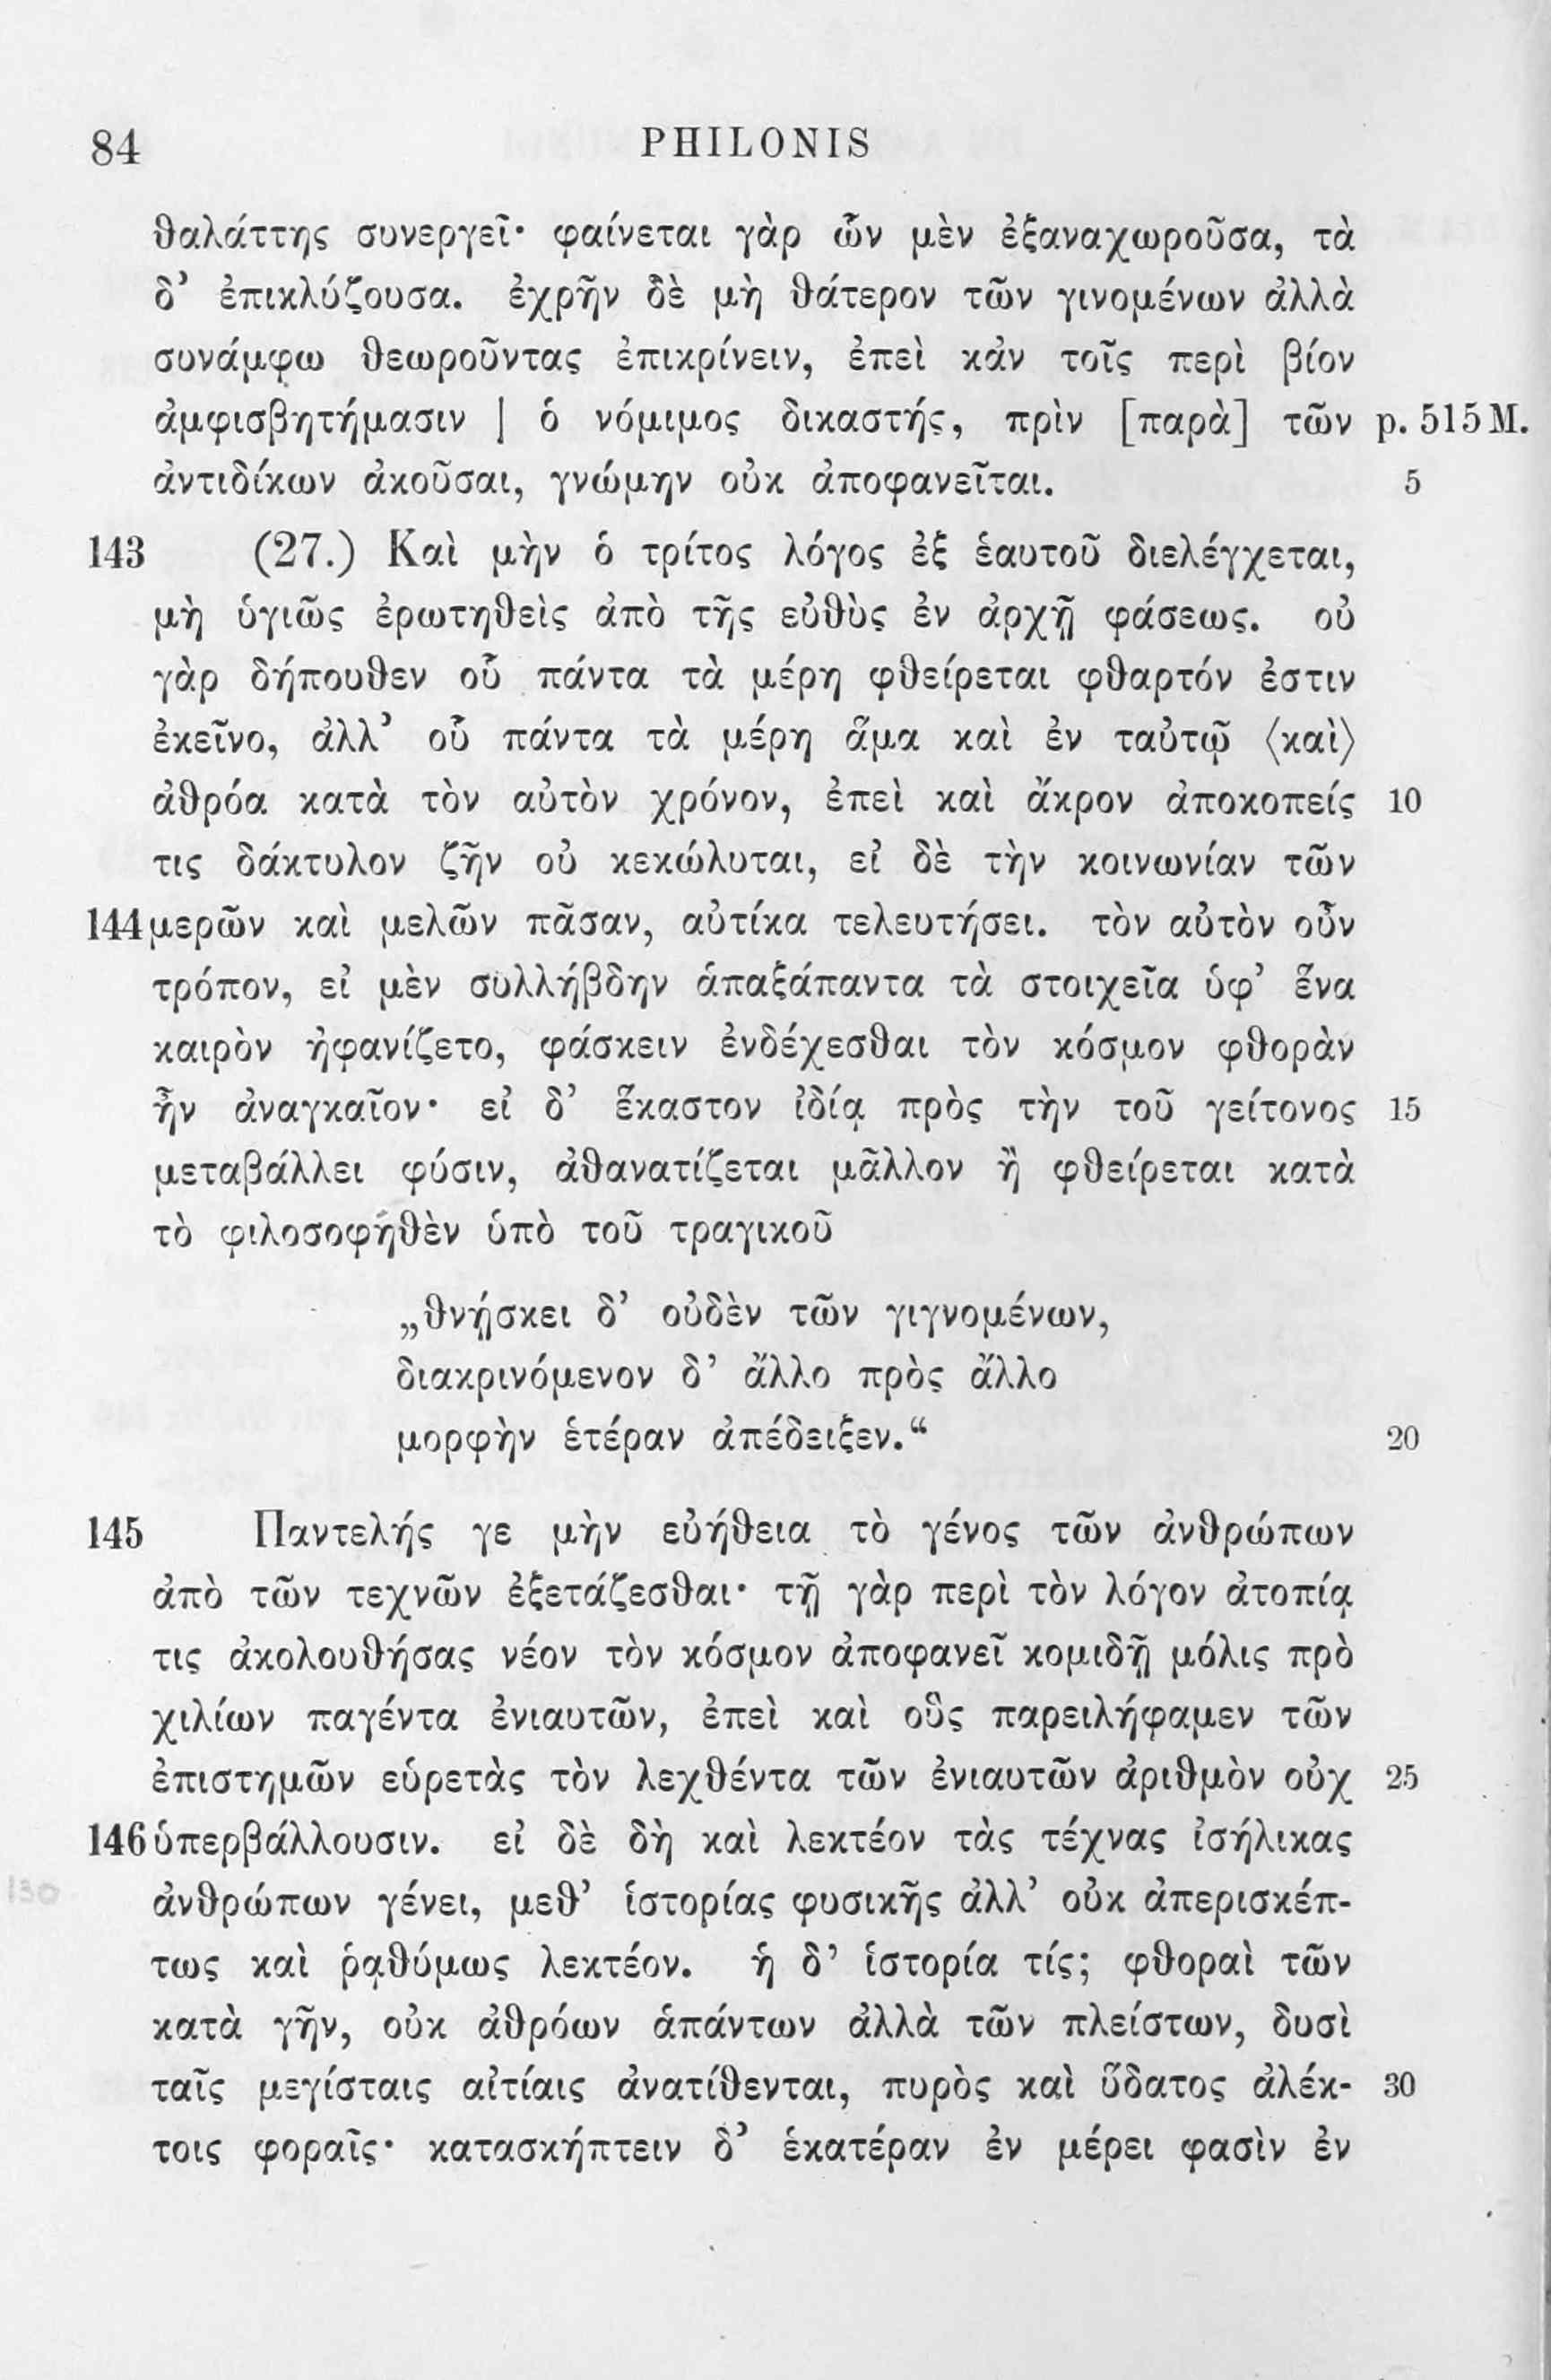 84 PHILONIS
θαλάττης συνεργεῖ· φαίνεται γὰρ ὧν μὲν ἐξαναχωροῦσα, τὰ
δ’ ἐπικλύζουσα. ἐχρῆν δὲ μὴ θάτερον τῶν γινομένων ἀλλὰ
συνάμφω θεωροῦντας ἐπικρίνειν, ἐπεὶ κἀν τοῖς περὶ βίον
ἀμφισβητήμασιν | ὁ νόμιμος δικαστής, πρὶν [παρὰ] τῶν p. 515 M.
ἀντιδίκων ἀκοῦσαι, γνώμην οὐκ ἀποφανεῖται. 5
143 (27.) Καὶ μὴν ὁ τρίτος λόγος ἐξ ἑαυτοῦ διελέγχεται,
μὴ ὑγιῶς ἐρωτηθεὶς ἀπὸ τῆς εὐθὺς ἐν ἀρχῇ φάσεως. οὐ
γὰρ δήπουθεν οὗ πάντα τὰ μέρη φθείρεται φθαρτόν ἐστιν
ἐκεῖνο, ἀλλ’ οὗ πάντα τὰ μέρη ἅμα καὶ ἐν ταὐτῷ ⟨καὶ⟩
ἀθρόα κατὰ τὸν αὐτὸν χρόνον, ἐπεὶ καὶ ἄκρον ἀποκοπείς 10
τις δάκτυλον ζῆν οὐ κεκώλυται, εἰ δὲ τὴν κοινωνίαν τῶν
144 μερῶν καὶ μελῶν πᾶσαν, αὐτίκα τελευτήσει. τὸν αὐτὸν οὖν
τρόπον, εἰ μὲν συλλήβδην ἁπαξάπαντα τὰ στοιχεῖα ὑφ’ ἕνα
καιρὸν ἠφανίζετο, φάσκειν ἐνδέχεσθαι τὸν κόσμον φθορὰν
ἦν ἀναγκαῖον· εἰ δ’ ἕκαστον ἰδίᾳ πρὸς τὴν τοῦ γείτονος 15
μεταβάλλει φύσιν, ἀθανατίζεται μᾶλλον ἢ φθείρεται κατὰ
τὸ φιλοσοφηθὲν ὑπὸ τοῦ τραγικοῦ
„θνῄσκει δ’ οὐδὲν τῶν γιγνομένων,
διακρινόμενον δ’ ἄλλο πρὸς ἄλλο
μορφὴν ἑτέραν ἀπέδειξεν.“ 20
145 Παντελής γε μὴν εὐήθεια τὸ γένος τῶν ἀνθρώπων
ἀπὸ τῶν τεχνῶν ἐξετάζεσθαι· τῇ γὰρ περὶ τὸν λόγον ἀτοπίᾳ
τις ἀκολουθήσας νέον τὸν κόσμον ἀποφανεῖ κομιδῇ μόλις πρὸ
χιλίων παγέντα ἐνιαυτῶν, ἐπεὶ καὶ οὓς παρειλήφαμεν τῶν
ἐπιστημῶν εὑρετὰς τὸν λεχθέντα τῶν ἐνιαυτῶν ἀριθμὸν οὐχ 25
146 ὑπερβάλλουσιν. εἰ δὲ δὴ καὶ λεκτέον τὰς τέχνας ἰσήλικας
130 ἀνθρώπων γένει, μεθ’ ἱστορίας φυσικῆς ἀλλ’ οὐκ ἀπερισκέπ-
τως καὶ ῥᾳθύμως λεκτέον. ἡ δ’ ἱστορία τίς; φθοραὶ τῶν
κατὰ γῆν, οὐκ ἀθρόων ἁπάντων ἀλλὰ τῶν πλείστων, δυσὶ
ταῖς μεγίσταις αἰτίαις ἀνατίθενται, πυρὸς καὶ ὕδατος ἀλέκ- 30
τοις φοραῖς· κατασκήπτειν δ’ ἑκατέραν ἐν μέρει φασὶν ἐν